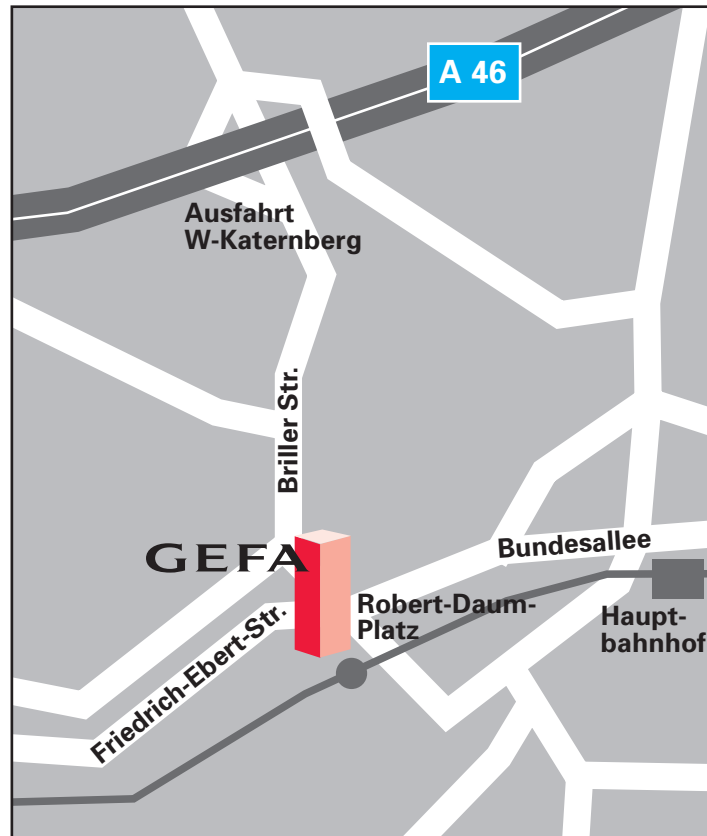 A 46
Ausfahrt
W-Katernberg
Briller Str.
GEFA
Bundesallee
Robert-Daum-
Platz
Haupt-
bahnhof
Friedrich-Ebert-Str.